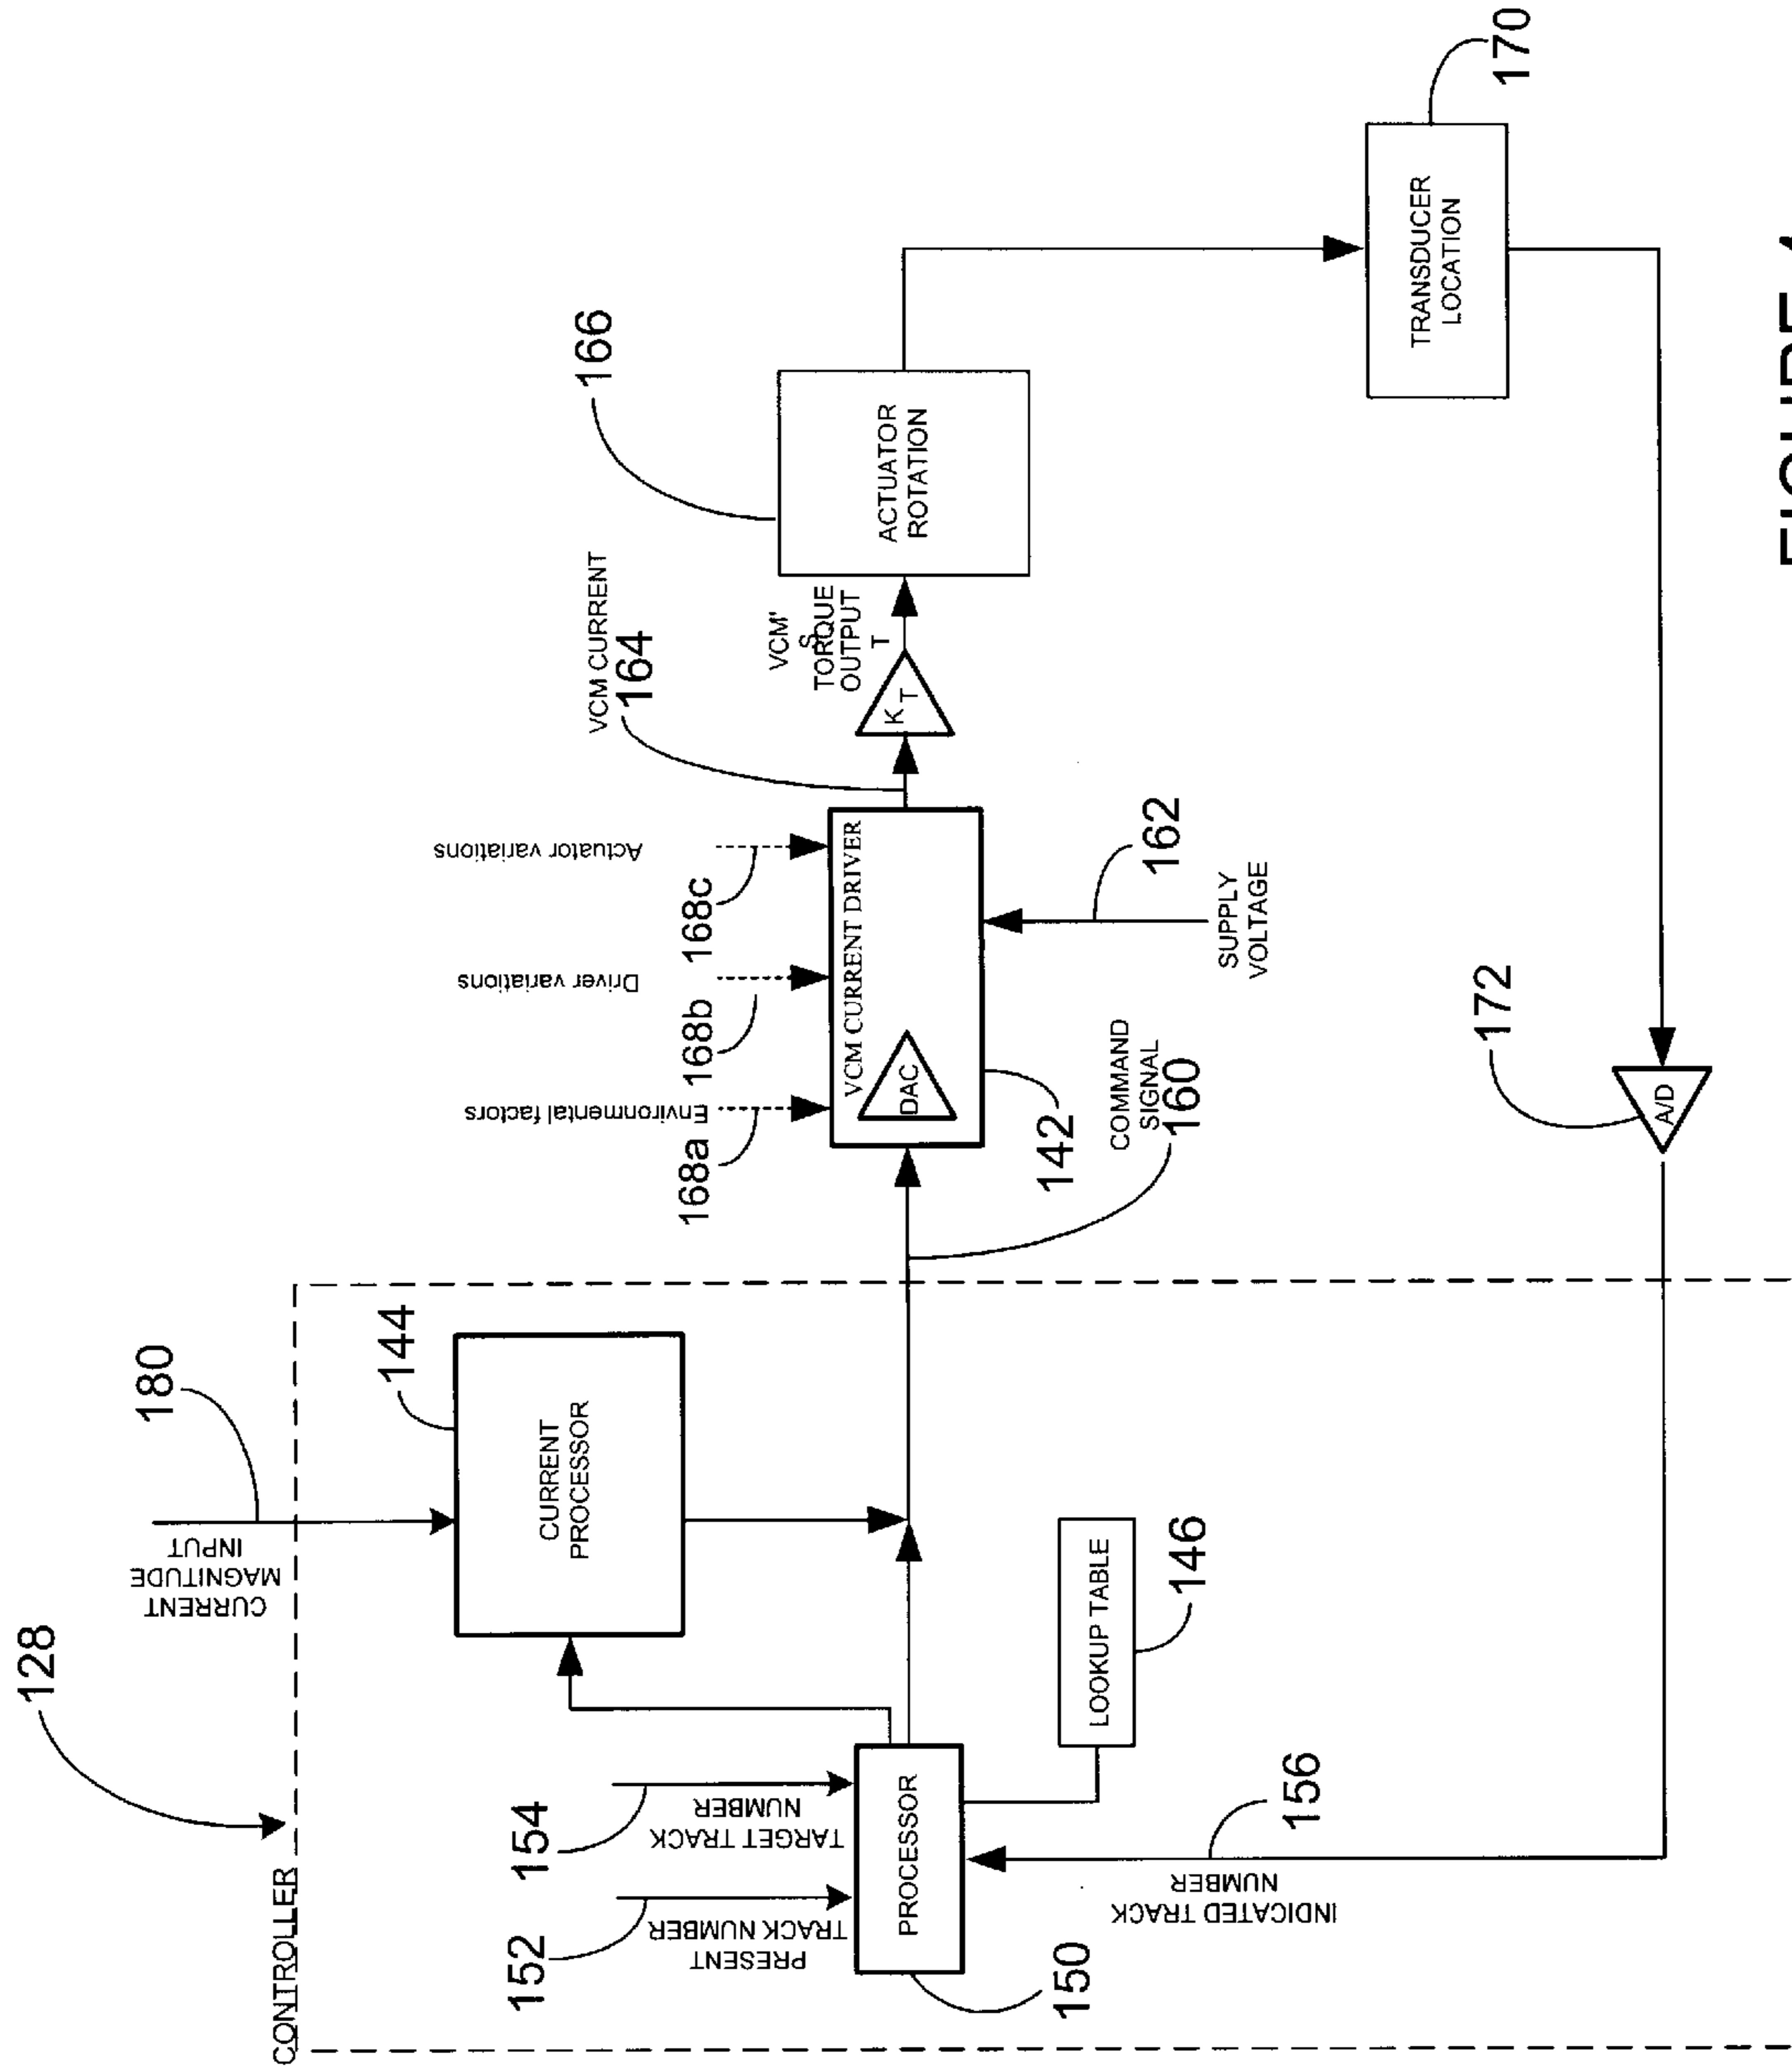 128
180
CURRENT
MAGNITUDE
INPUT
CONTROLLER
144
CURRENT
PROCESSOR
152
154
PRESENT
TRACK NUMBER
TARGET TRACK
NUMBER
PROCESSOR
150
LOOKUP TABLE
146
INDICATED TRACK
NUMBER
156
168a
Environmental factors
168b
Driver variations
168c
Actuator variations
VCM CURRENT DRIVER
DAC
142
COMMAND
SIGNAL
160
SUPPLY
VOLTAGE
162
VCM CURRENT
164
K T
VCM'
S
TORQUE
OUTPUT
T
166
ACTUATOR
ROTATION
TRANSDUCER
LOCATION
170
172
A/D
FIGURE 4